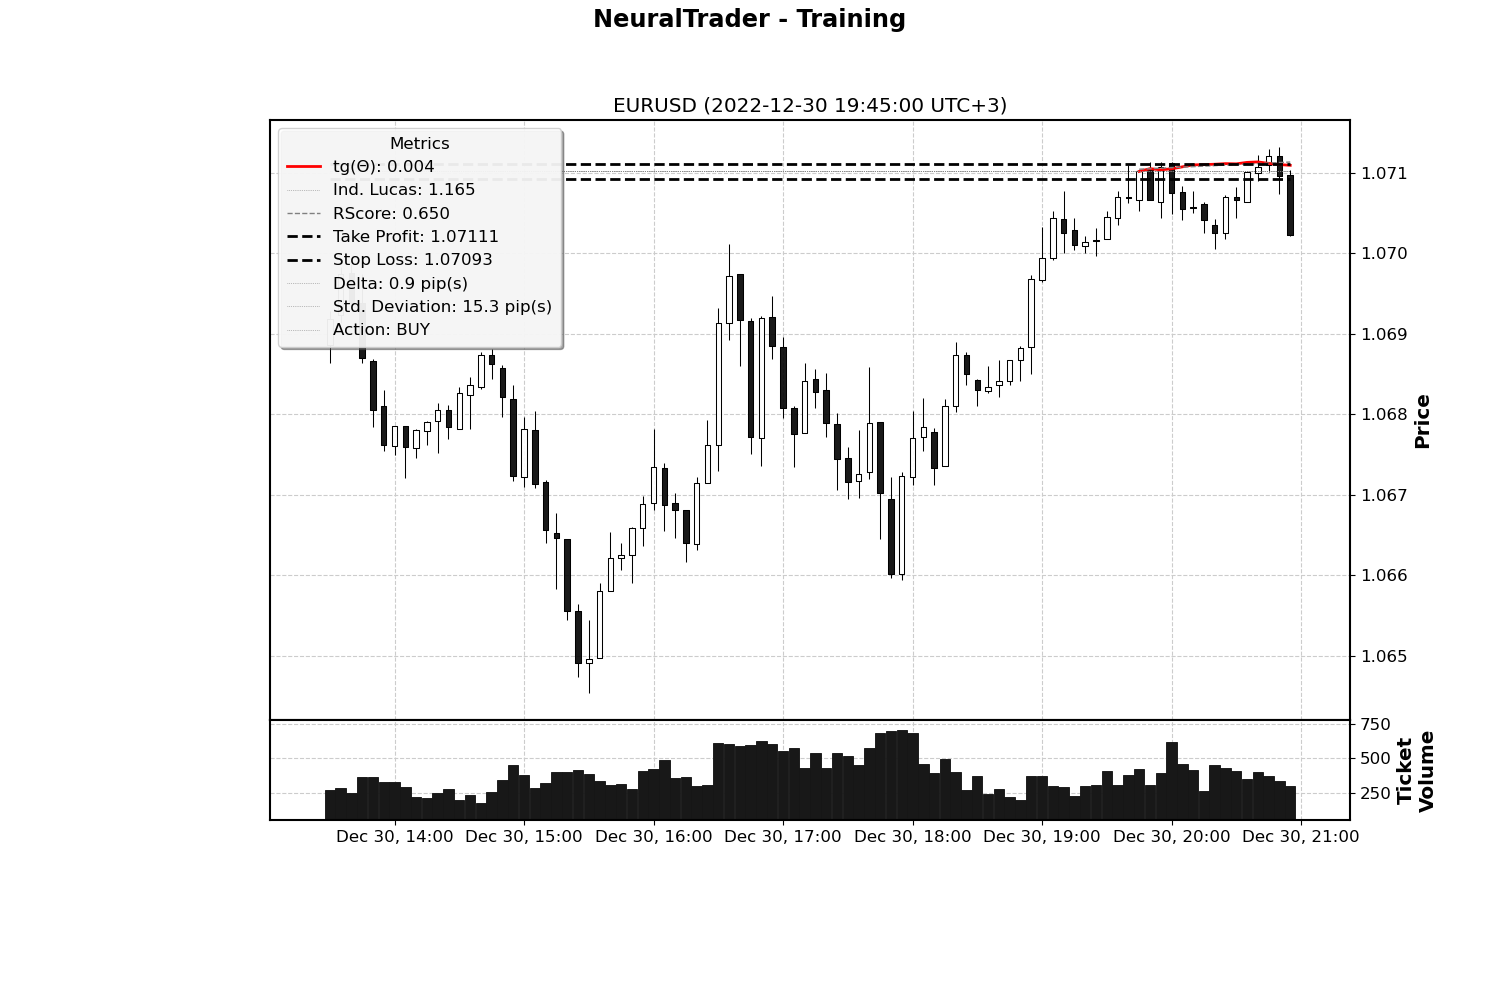 NeuralTrader - Training
EURUSD (2022-12-30 19:45:00 UTC+3)
Metrics
tg(Θ): 0.004
Ind. Lucas: 1.165
RScore: 0.650
Take Profit: 1.07111
Stop Loss: 1.07093
Delta: 0.9 pip(s)
Std. Deviation: 15.3 pip(s)
Action: BUY
1.071
1.070
1.069
1.068
1.067
1.066
1.065
Price
750
500
250
Ticket
Volume
Dec 30, 14:00 Dec 30, 15:00 Dec 30, 16:00 Dec 30, 17:00 Dec 30, 18:00 Dec 30, 19:00 Dec 30, 20:00 Dec 30, 21:00